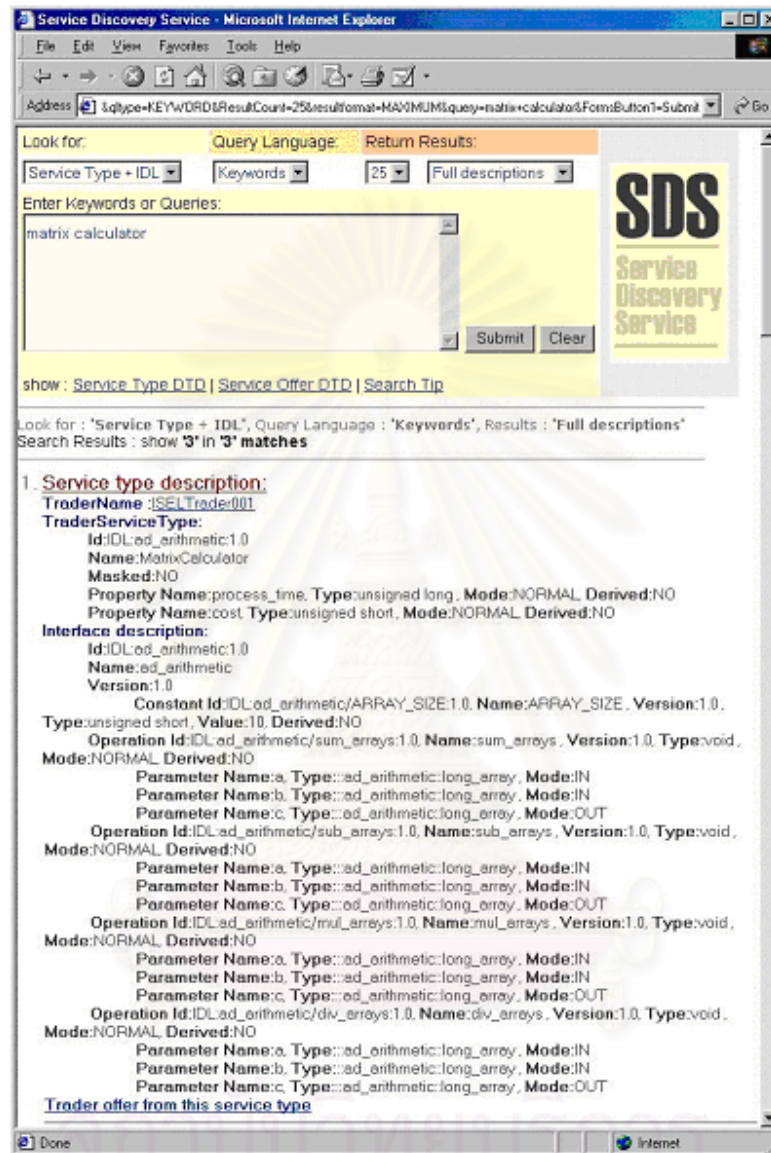 Service Discovery Service - Microsoft Internet Explorer
File Edit View Favorites Tools Help
Address &qltype=KEYWORD&ResultCount=25&resultformat=MAXIMUM&query=matrix+calculator&FormsButton1=Submit Go
Look for: Query Language: Return Results:
Service Type + IDL Keywords 25 Full descriptions
Enter Keywords or Queries:
matrix calculator
Submit Clear
SDS
Service
Discovery
Service
show : Service Type DTD | Service Offer DTD | Search Tip
Look for : "Service Type + IDL", Query Language : "Keywords", Results : "Full descriptions"
Search Results : show "3" in "3" matches
1. Service type description:
TraderName :ISELTrader001
TraderServiceType:
Id:IDL:ad_arithmetic:1.0
Name:MatrixCalculator
Masked:NO
Property Name:process_time, Type:unsigned long, Mode:NORMAL, Derived:NO
Property Name:cost, Type:unsigned short, Mode:NORMAL, Derived:NO
Interface description:
Id:IDL:ad_arithmetic:1.0
Name:ad_arithmetic
Version:1.0
Constant Id:IDL:ad_arithmetic/ARRAY_SIZE:1.0, Name:ARRAY_SIZE, Version:1.0,
Type:unsigned short, Value:10, Derived:NO
Operation Id:IDL:ad_arithmetic/sum_arrays:1.0, Name:sum_arrays, Version:1.0, Type:void,
Mode:NORMAL, Derived:NO
Parameter Name:a, Type:::ad_arithmetic::long_array, Mode:IN
Parameter Name:b, Type:::ad_arithmetic::long_array, Mode:IN
Parameter Name:c, Type:::ad_arithmetic::long_array, Mode:OUT
Operation Id:IDL:ad_arithmetic/sub_arrays:1.0, Name:sub_arrays, Version:1.0, Type:void,
Mode:NORMAL, Derived:NO
Parameter Name:a, Type:::ad_arithmetic::long_array, Mode:IN
Parameter Name:b, Type:::ad_arithmetic::long_array, Mode:IN
Parameter Name:c, Type:::ad_arithmetic::long_array, Mode:OUT
Operation Id:IDL:ad_arithmetic/mul_arrays:1.0, Name:mul_arrays, Version:1.0, Type:void,
Mode:NORMAL, Derived:NO
Parameter Name:a, Type:::ad_arithmetic::long_array, Mode:IN
Parameter Name:b, Type:::ad_arithmetic::long_array, Mode:IN
Parameter Name:c, Type:::ad_arithmetic::long_array, Mode:OUT
Operation Id:IDL:ad_arithmetic/div_arrays:1.0, Name:div_arrays, Version:1.0, Type:void,
Mode:NORMAL, Derived:NO
Parameter Name:a, Type:::ad_arithmetic::long_array, Mode:IN
Parameter Name:b, Type:::ad_arithmetic::long_array, Mode:IN
Parameter Name:c, Type:::ad_arithmetic::long_array, Mode:OUT
Trader offer from this service type
Done Internet